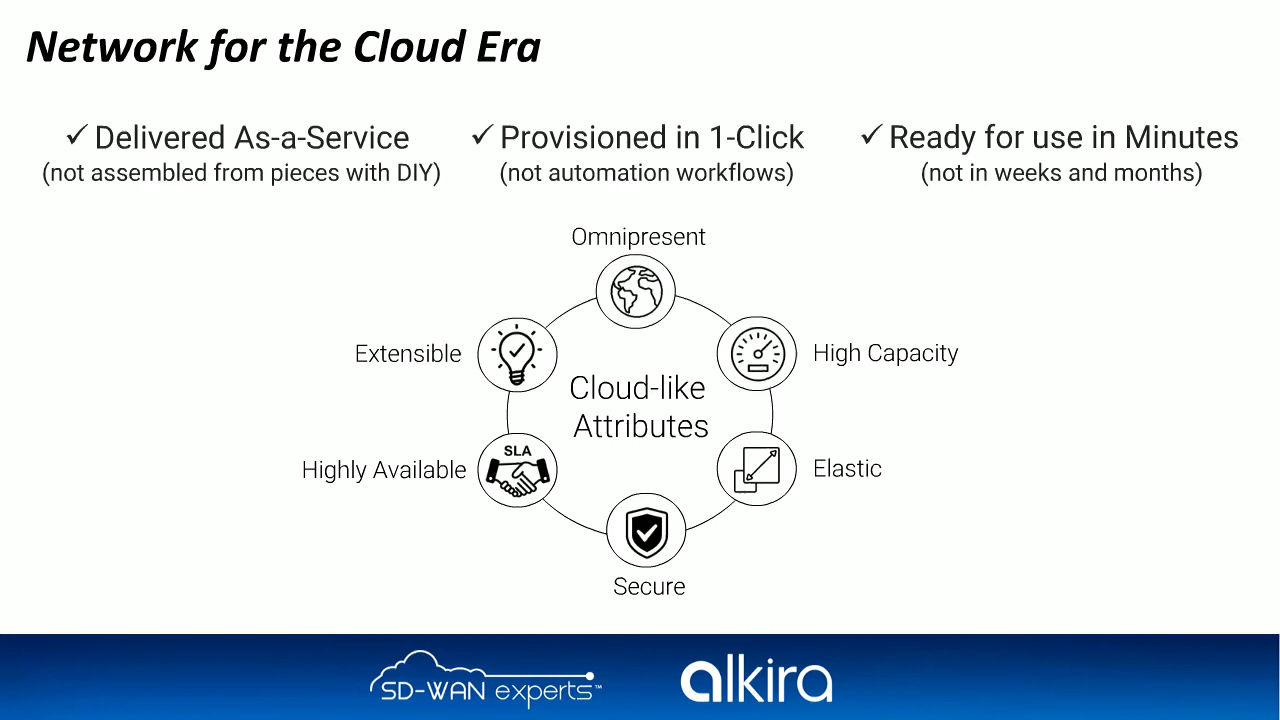 Network for the Cloud Era
✓ Delivered As-a-Service
(not assembled from pieces with DIY)
✓ Provisioned in 1-Click
(not automation workflows)
✓ Ready for use in Minutes
(not in weeks and months)
Omnipresent
Extensible
High Capacity
Cloud-like
Attributes
SLA
Highly Available
Elastic
Secure
SD-WAN experts™
alkira